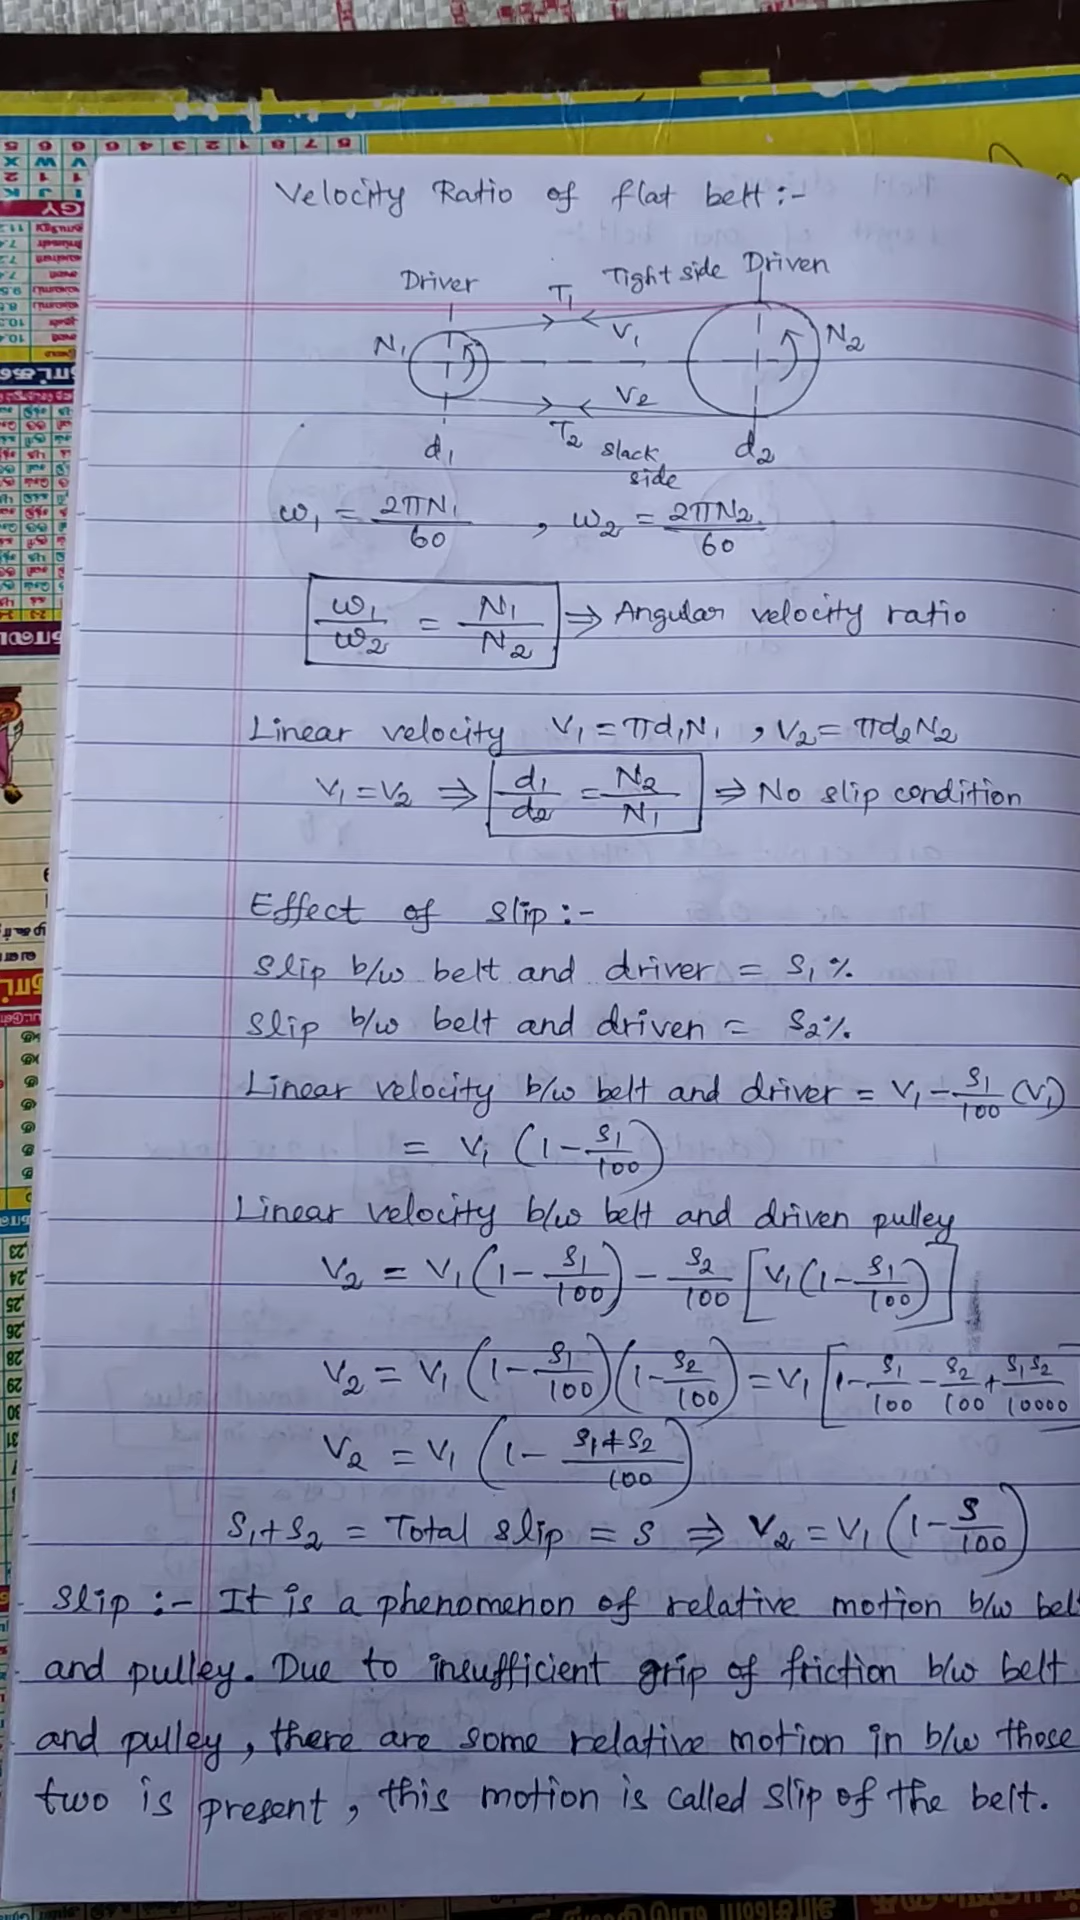 Velocity Ratio of flat belt :-
Driver
Tight side Driven
T1
N1
V1
N2
V2
T2
d1
slack
side
d2
ω1 = 2πN1/60 , ω2 = 2πN2/60
ω1/ω2 = N1/N2 ⇒ Angular velocity ratio
Linear velocity V1 = πd1N1 , V2 = πd2N2
V1 = V2 ⇒ d1/d2 = N2/N1 ⇒ No slip condition
Effect of slip :-
Slip b/w belt and driver = S1 %
Slip b/w belt and driven = S2 %
Linear velocity b/w belt and driver = V1 - S1/100 (V1)
= V1 (1 - S1/100)
Linear velocity b/w belt and driven pulley
V2 = V1 (1 - S1/100) - S2/100 [V1 (1 - S1/100)]
V2 = V1 (1 - S1/100)(1 - S2/100) = V1 [1 - S1/100 - S2/100 + S1S2/10000
V2 = V1 (1 - S1+S2/100)
S1+S2 = Total slip = S ⇒ V2 = V1 (1 - S/100)
Slip :- It is a phenomenon of relative motion b/w belt
and pulley. Due to insufficient grip of friction b/w belt
and pulley, there are some relative motion in b/w those
two is present, this motion is called slip of the belt.